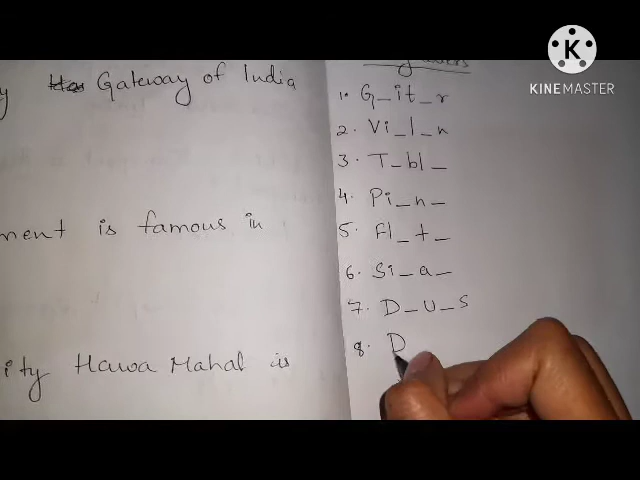 Gateway of India
1. G_it_r
2. Vi_l_n
3. T_bl_
4. Pi_n_
ment is famous in
5. Fl_t_
6. Si_a_
7. D_U_S
8. D
ity Hawa Mahal is
K
KINEMASTER